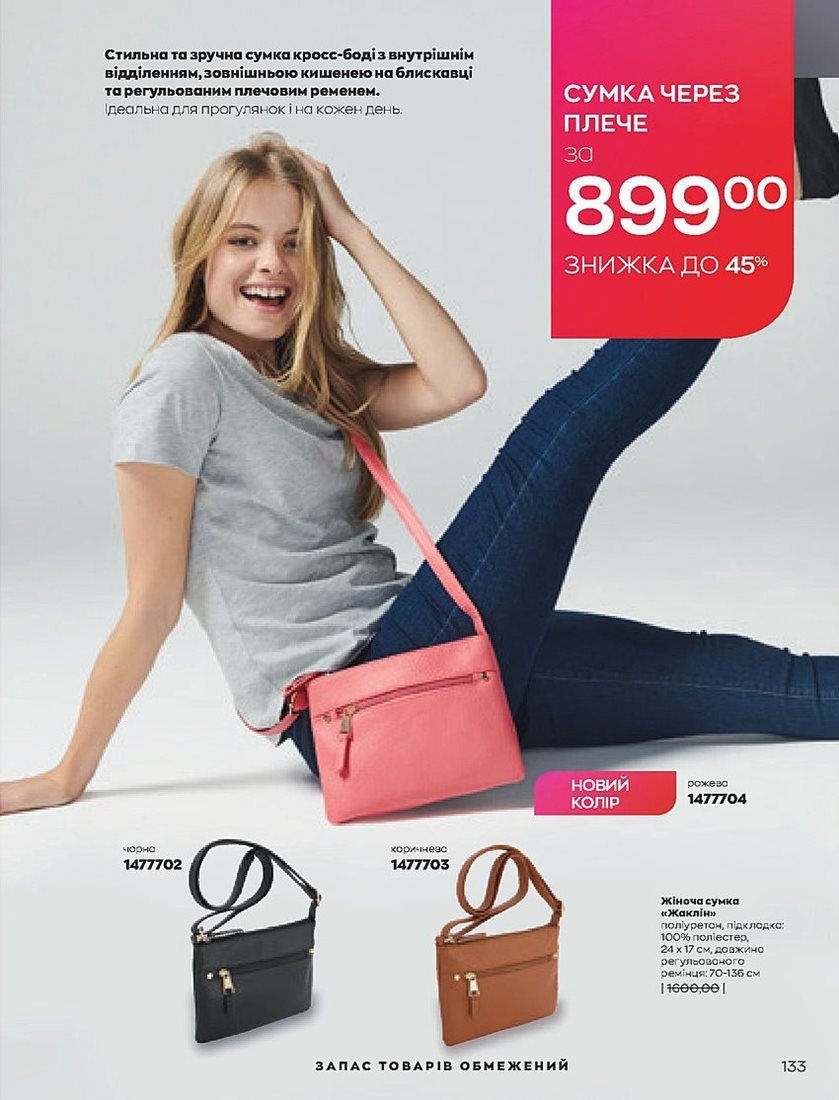 Стильна та зручна сумка кросс-боді з внутрішнім
відділенням, зовнішньою кишенею на блискавці
та регульованим плечовим ременем.
Ідеальна для прогулянок і на кожен день.
СУМКА ЧЕРЕЗ
ПЛЕЧЕ
за
899⁰⁰
ЗНИЖКА ДО 45%
НОВИЙ
КОЛІР
рожева
1477704
чорна
1477702
коричнева
1477703
Жіноча сумка
«Жаклін»
поліуретан, підкладка:
100% поліестер,
24 х 17 см, довжина
регульованого
ремінця: 70-136 см
| 1600,00 |
ЗАПАС ТОВАРІВ ОБМЕЖЕНИЙ
133